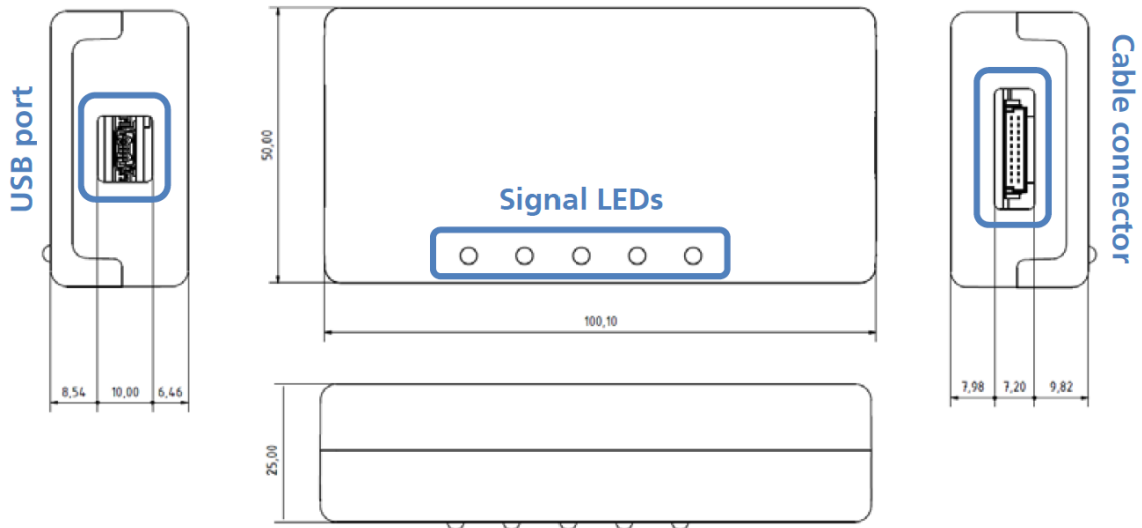 USB port
50,00
Signal LEDs
Cable connector
100,10
8,54 10,00 6,46
7,98 7,20 9,82
25,00